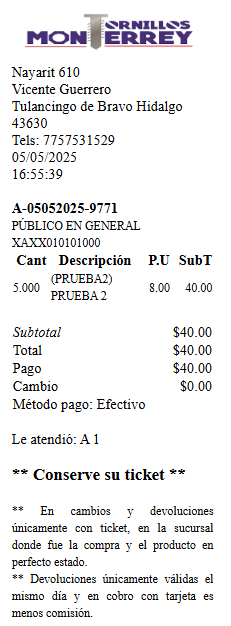 TORNILLOS
MONTERREY
Nayarit 610
Vicente Guerrero
Tulancingo de Bravo Hidalgo
43630
Tels: 7757531529
05/05/2025
16:55:39
A-05052025-9771
PÚBLICO EN GENERAL
XAXX010101000
Cant Descripción P.U SubT
(PRUEBA2)
5.000 PRUEBA 2 8.00 40.00
Subtotal $40.00
Total $40.00
Pago $40.00
Cambio $0.00
Método pago: Efectivo
Le atendió: A 1
** Conserve su ticket **
** En cambios y devoluciones
únicamente con ticket, en la sucursal
donde fue la compra y el producto en
perfecto estado.
** Devoluciones únicamente válidas el
mismo día y en cobro con tarjeta es
menos comisión.